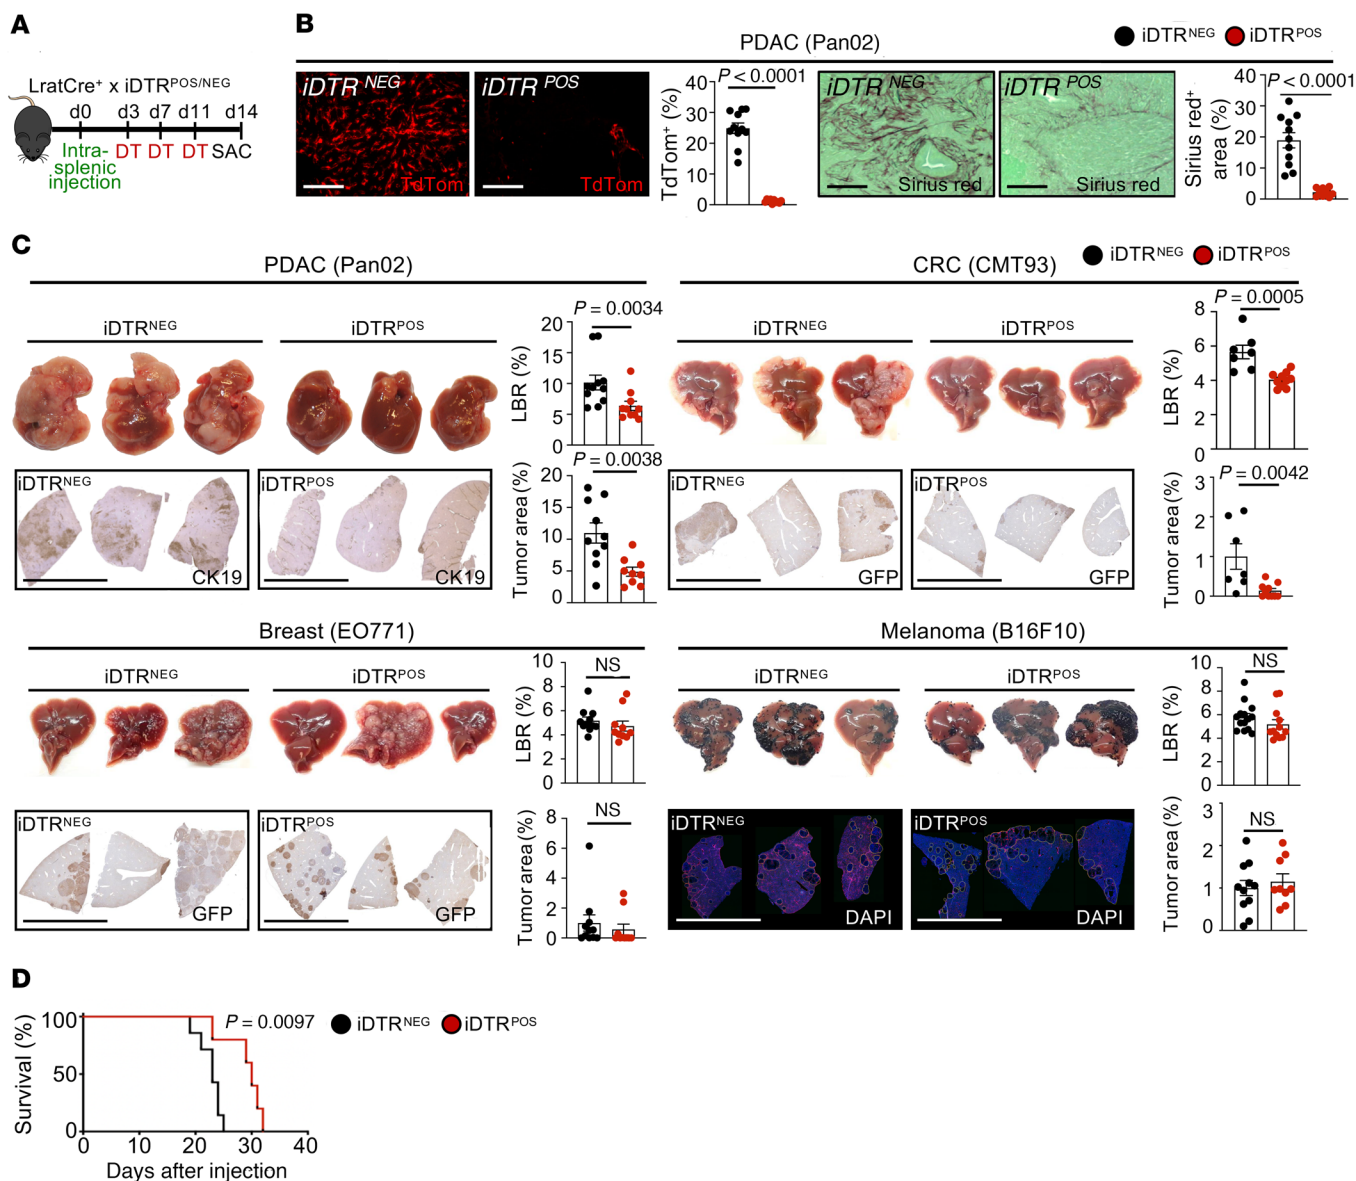 A
LratCre⁺ x iDTRᴾᴼˢ/ᴺᴱᴳ
d0 d3 d7 d11 d14
Intra-splenic injection DT DT DT SAC
B
PDAC (Pan02)
iDTR^NEG iDTR^POS
iDTR^NEG
TdTom
iDTR^POS
TdTom
P < 0.0001
TdTom⁺ (%)
40
30
20
10
0
iDTR^NEG
Sirius red
iDTR^POS
Sirius red
P < 0.0001
Sirius red⁺ area (%)
40
30
20
10
0
C
iDTR^NEG iDTR^POS
PDAC (Pan02)
iDTR^NEG iDTR^POS
P = 0.0034
LBR (%)
20
15
10
5
0
iDTR^NEG
CK19
iDTR^POS
CK19
P = 0.0038
Tumor area (%)
20
15
10
5
0
CRC (CMT93)
iDTR^NEG iDTR^POS
P = 0.0005
LBR (%)
8
6
4
2
0
iDTR^NEG
GFP
iDTR^POS
GFP
P = 0.0042
Tumor area (%)
3
2
1
0
Breast (EO771)
iDTR^NEG iDTR^POS
NS
LBR (%)
10
8
6
4
2
0
iDTR^NEG
GFP
iDTR^POS
GFP
NS
Tumor area (%)
8
6
4
2
0
Melanoma (B16F10)
iDTR^NEG iDTR^POS
NS
LBR (%)
10
8
6
4
2
0
iDTR^NEG
DAPI
iDTR^POS
DAPI
NS
Tumor area (%)
3
2
1
0
D
P = 0.0097
iDTR^NEG iDTR^POS
Survival (%)
100
50
0
0 10 20 30 40
Days after injection